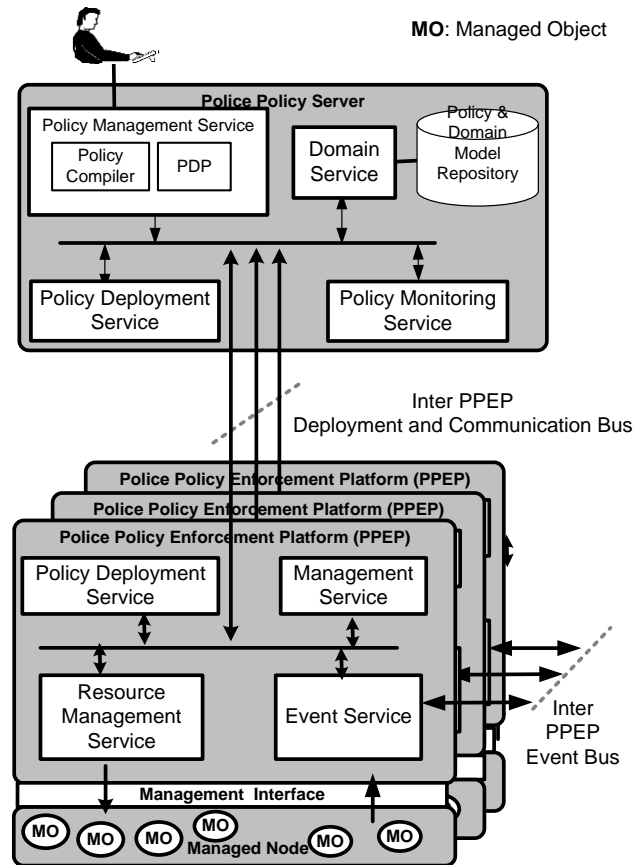 MO: Managed Object
Police Policy Server
Policy Management Service
Policy
Compiler
PDP
Domain
Service
Policy &
Domain
Model
Repository
Policy Deployment
Service
Policy Monitoring
Service
Inter PPEP
Deployment and Communication Bus
Police Policy Enforcement Platform (PPEP)
Police Policy Enforcement Platform (PPEP)
Police Policy Enforcement Platform (PPEP)
Policy Deployment
Service
Management
Service
Resource
Management
Service
Event Service
Inter
PPEP
Event Bus
Management Interface
MO
MO
MO
MO
MO
MO
Managed Node